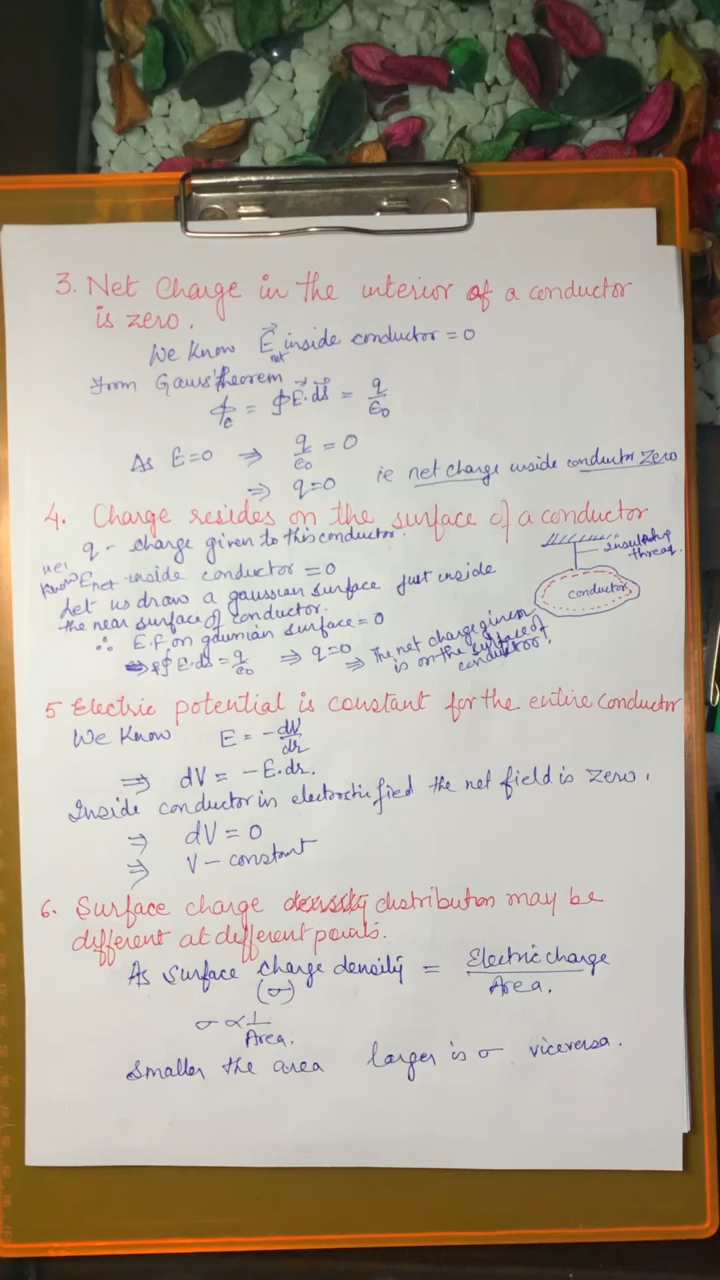 3. Net Charge in the interior of a conductor
is zero.
We Know E⃗net inside conductor = 0
From Gauss theorem
ϕe = ∮E⃗.ds⃗ = q/ε0
As E=0 ⇒ q/ε0 = 0
⇒ q=0 ie net charge inside conductor zero
4. Charge resides on the surface of a conductor
q - charge given to this conductor.
We know Enet inside conductor = 0
Let us draw a gaussian surface just inside
the near surface of conductor.
∴ E.F. on gaussian surface = 0
⇒ ∮E.ds = q/ε0 ⇒ q=0 ⇒ The net charge given
is on the surface of
conductor.
insulating
thread.
conductor
5 Electric potential is constant for the entire conductor
We Know E = -dV/dr
⇒ dV = -E.dr.
Inside conductor in electrostic fied the net field is zero.
⇒ dV = 0
⇒ V - constant
6. Surface charge distribution may be
different at different points.
As surface charge density = Electric charge/Area.
(σ)
σ ∝ 1/Area.
Smaller the area larger is σ viceversa.